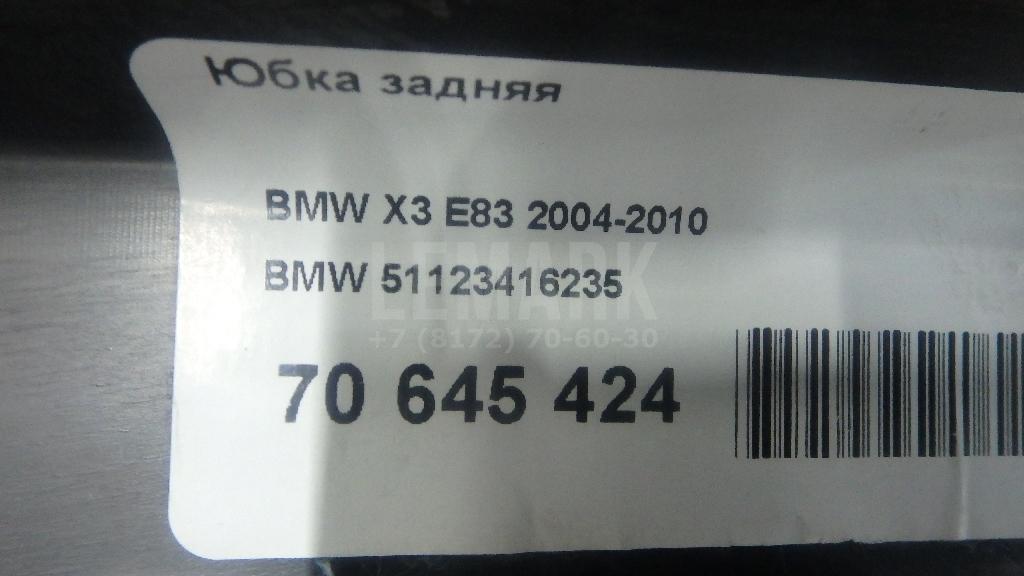 Юбка задняя
BMW X3 E83 2004-2010
BMW 51123416235
LEMARK
+7 (8172) 70-60-30
70 645 424